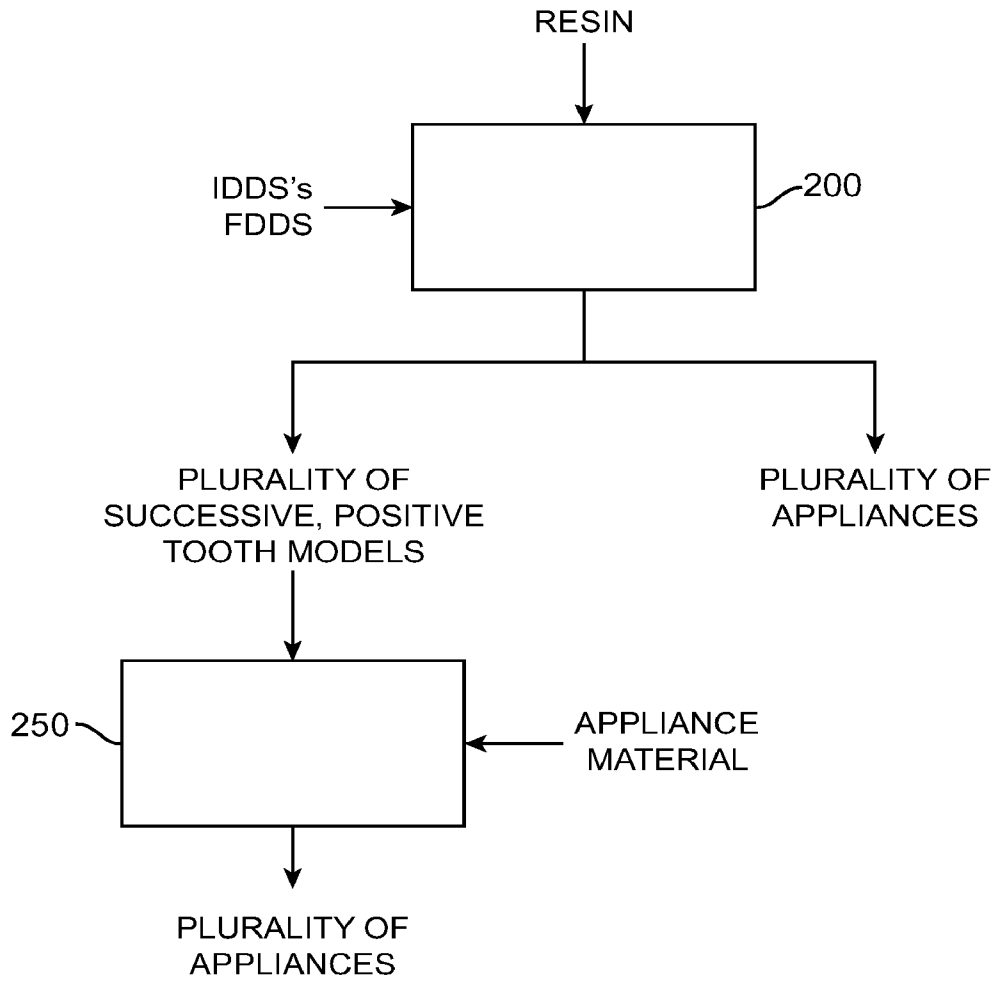 RESIN
IDDS's
FDDS
200
PLURALITY OF
SUCCESSIVE, POSITIVE
TOOTH MODELS
PLURALITY OF
APPLIANCES
250
APPLIANCE
MATERIAL
PLURALITY OF
APPLIANCES